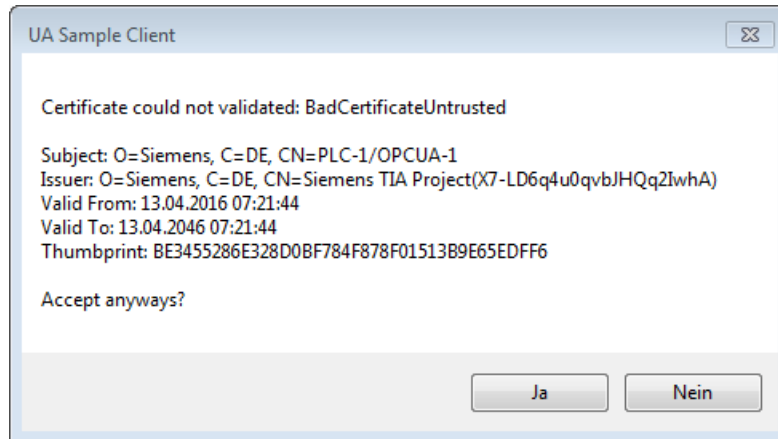 UA Sample Client
Certificate could not validated: BadCertificateUntrusted
Subject: O=Siemens, C=DE, CN=PLC-1/OPCUA-1
Issuer: O=Siemens, C=DE, CN=Siemens TIA Project(X7-LD6q4u0qvbJHQq2IwhA)
Valid From: 13.04.2016 07:21:44
Valid To: 13.04.2046 07:21:44
Thumbprint: BE3455286E328D0BF784F878F01513B9E65EDFF6
Accept anyways?
Ja
Nein